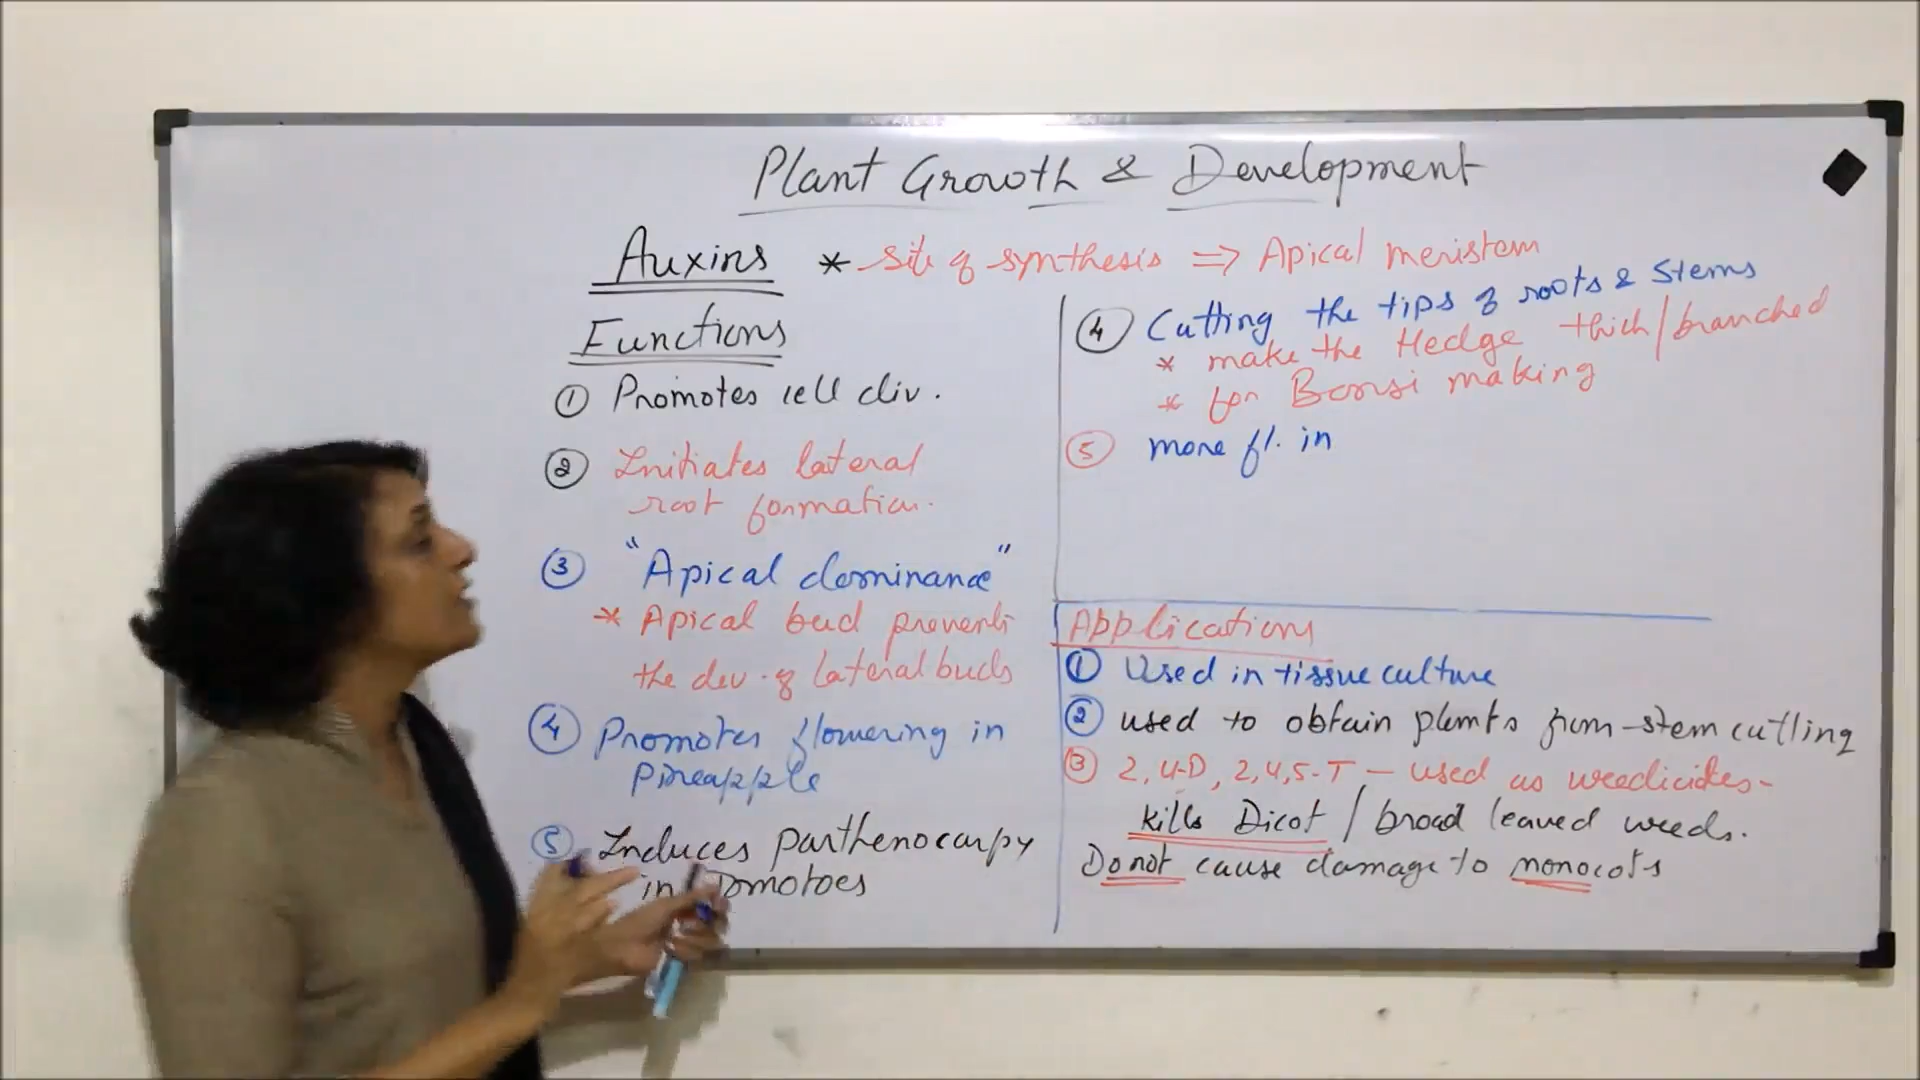 Plant Growth & Development
Auxins * site of synthesis ⇒ Apical meristem
Functions
① Promotes cell div.
② Initiates lateral
root formation.
③ "Apical dominance"
* Apical bud prevents
the dev. of lateral buds
④ Promotes flowering in
Pineapple
⑤ Induces parthenocarpy
in Tomotoes
④ Cutting the tips of roots & stems
* make the Hedge thick/branched
* for Bonsi making
⑤ more fl. in
Applications
① Used in tissue culture
② used to obtain plants from stem cutting
③ 2,4-D, 2,4,5-T – used as weedicides-
kills Dicot / broad leaved weeds.
Do not cause damage to monocots